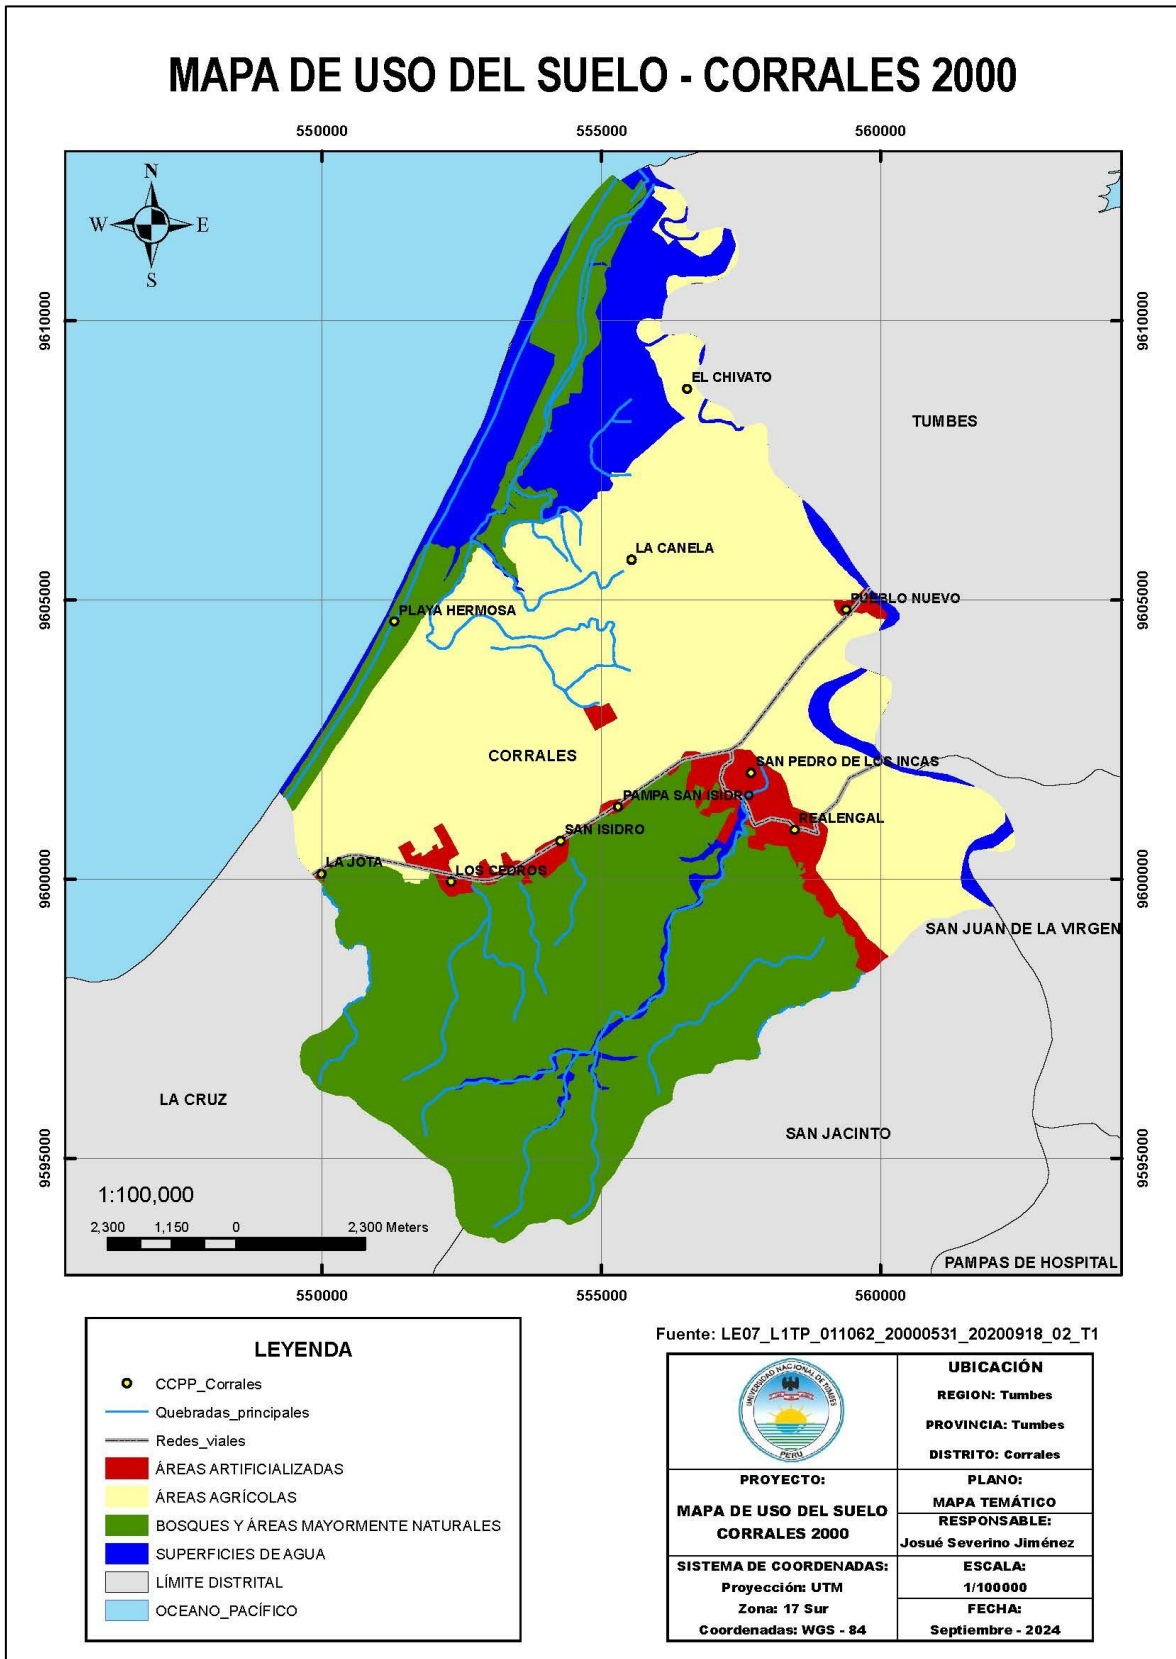 MAPA DE USO DEL SUELO - CORRALES 2000
550000
555000
560000
N
W
E
S
9610000
9610000
EL CHIVATO
TUMBES
LA CANELA
9605000
9605000
PUEBLO NUEVO
PLAYA HERMOSA
CORRALES
SAN PEDRO DE LOS INCAS
PAMPA SAN ISIDRO
REALENGAL
SAN ISIDRO
LA JOTA
LOS CEDROS
9600000
9600000
SAN JUAN DE LA VIRGEN
LA CRUZ
SAN JACINTO
9595000
9595000
1:100,000
2,300 1,150 0 2,300 Meters
PAMPAS DE HOSPITAL
550000
555000
560000
LEYENDA
CCPP_Corrales
Quebradas_principales
Redes_viales
ÁREAS ARTIFICIALIZADAS
ÁREAS AGRÍCOLAS
BOSQUES Y ÁREAS MAYORMENTE NATURALES
SUPERFICIES DE AGUA
LÍMITE DISTRITAL
OCEANO_PACÍFICO
Fuente: LE07_L1TP_011062_20000531_20200918_02_T1
UNIVERSIDAD NACIONAL DE TUMBES
PERU
UBICACIÓN
REGION: Tumbes
PROVINCIA: Tumbes
DISTRITO: Corrales
PROYECTO:
MAPA DE USO DEL SUELO
CORRALES 2000
PLANO:
MAPA TEMÁTICO
RESPONSABLE:
Josué Severino Jiménez
SISTEMA DE COORDENADAS:
Proyección: UTM
Zona: 17 Sur
Coordenadas: WGS - 84
ESCALA:
1/100000
FECHA:
Septiembre - 2024